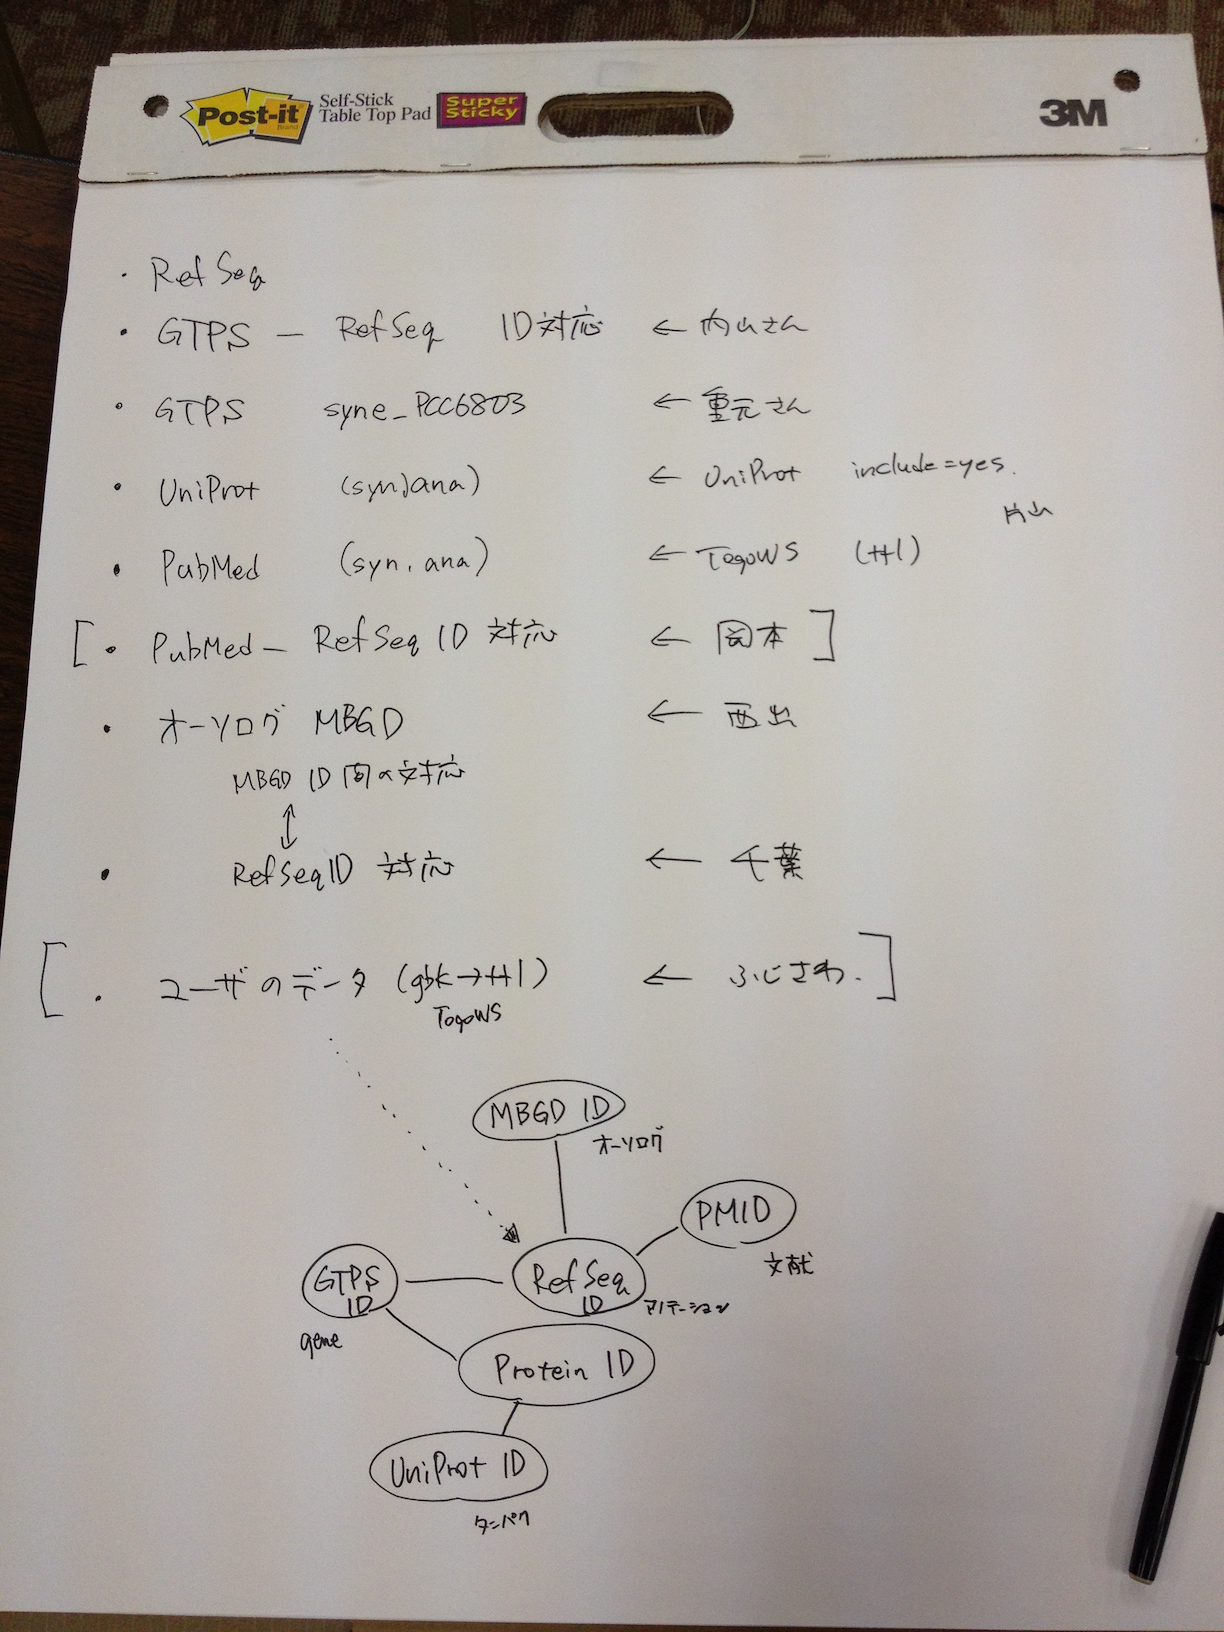 Post-it Brand Self-Stick Table Top Pad Super Sticky 3M
・ RefSeq
・ GTPS — RefSeq ID対応 ← 内山さん
・ GTPS syne_PCC6803 ← 重元さん
・ UniProt (syn)ana) ← UniProt include=yes.
片山
・ PubMed (syn, ana) ← TogoWS (ttl)
[・ PubMed — RefSeq ID 対応 ← 岡本]
・ オーソログ MBGD ← 西出
MBGD ID 間の対応
↕
・ RefSeqID 対応 ← 千葉
[・ ユーザのデータ (gbk→ttl) ← ふじさわ.]
TogoWS
MBGD ID
オーソログ
PMID
文献
GTPS ID
gene
RefSeq ID
アノテーション
Protein ID
UniProt ID
タンパク